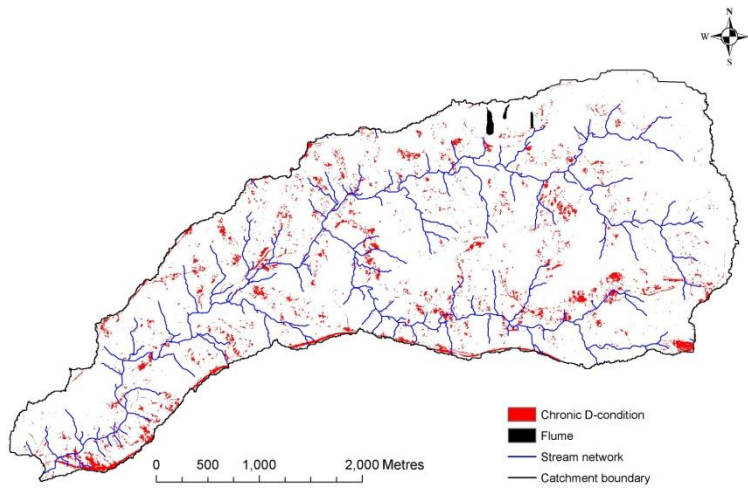 N
W E
S
Chronic D-condition
Flume
Stream network
Catchment boundary
0 500 1,000 2,000 Metres